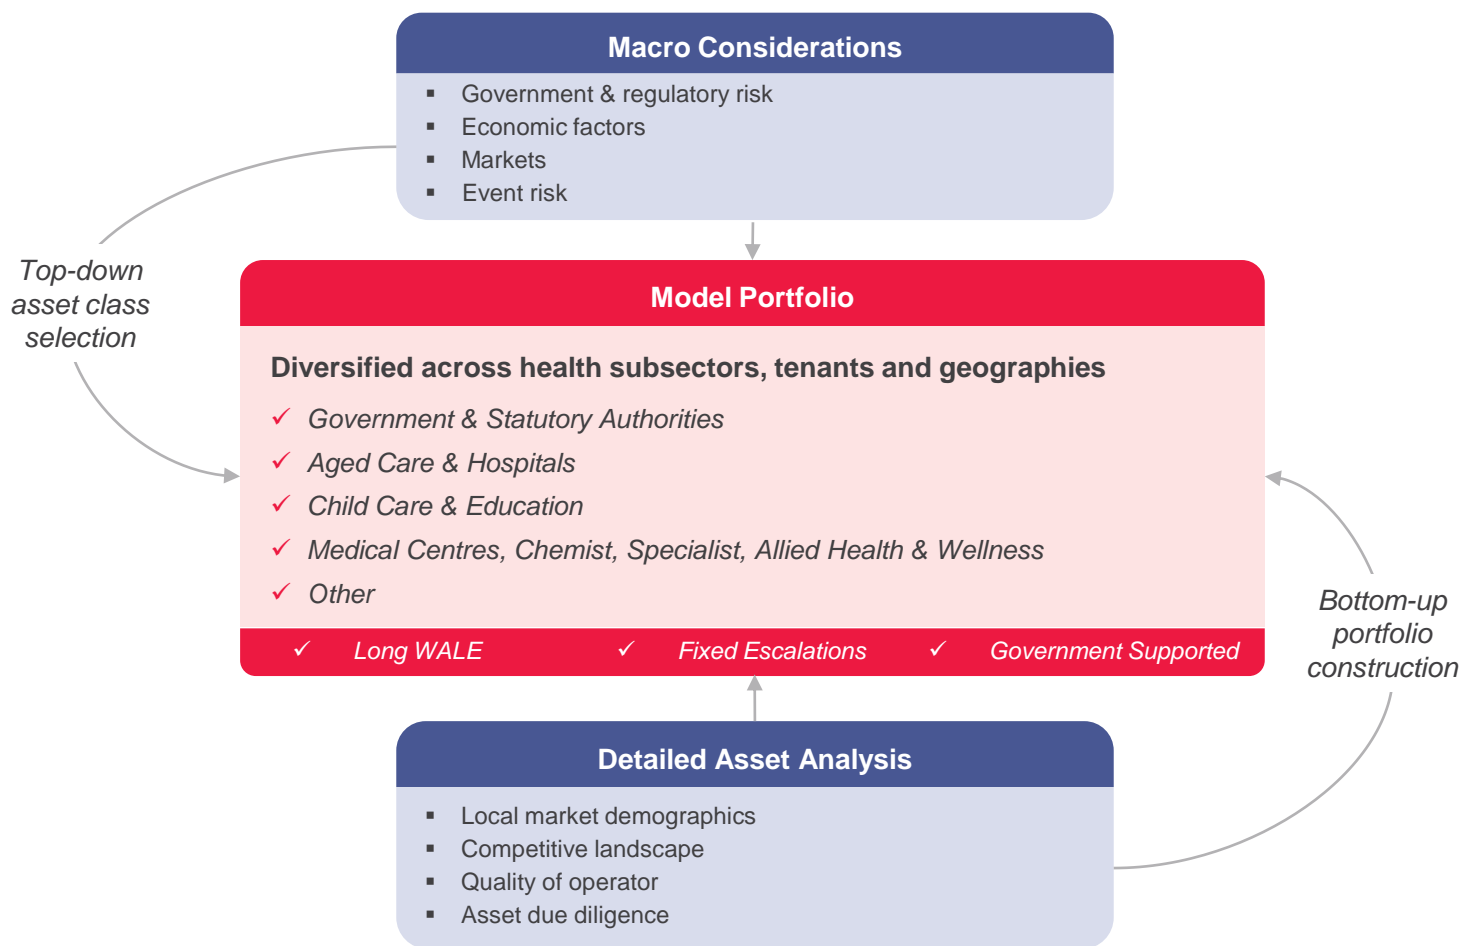 Macro Considerations
▪ Government & regulatory risk
▪ Economic factors
▪ Markets
▪ Event risk
Top-down
asset class
selection
Model Portfolio
Diversified across health subsectors, tenants and geographies
✓ Government & Statutory Authorities
✓ Aged Care & Hospitals
✓ Child Care & Education
✓ Medical Centres, Chemist, Specialist, Allied Health & Wellness
✓ Other
✓ Long WALE ✓ Fixed Escalations ✓ Government Supported
Bottom-up
portfolio
construction
Detailed Asset Analysis
▪ Local market demographics
▪ Competitive landscape
▪ Quality of operator
▪ Asset due diligence